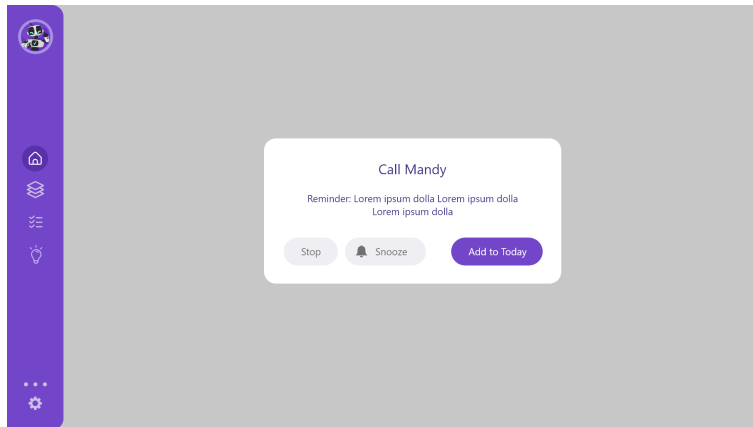 Call Mandy
Reminder: Lorem ipsum dolla Lorem ipsum dolla
Lorem ipsum dolla
Stop
Snooze
Add to Today